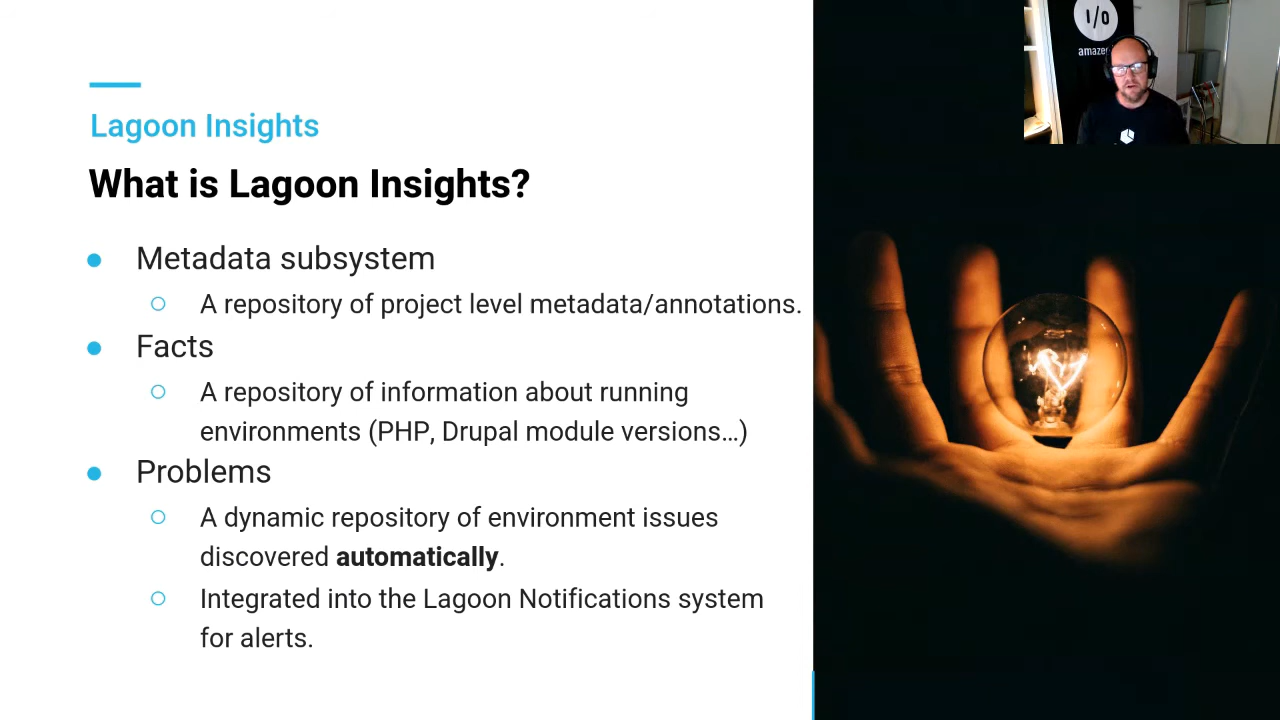 Lagoon Insights
What is Lagoon Insights?
Metadata subsystem
A repository of project level metadata/annotations.
Facts
A repository of information about running
environments (PHP, Drupal module versions…)
Problems
A dynamic repository of environment issues
discovered automatically.
Integrated into the Lagoon Notifications system
for alerts.
I/O
amazee